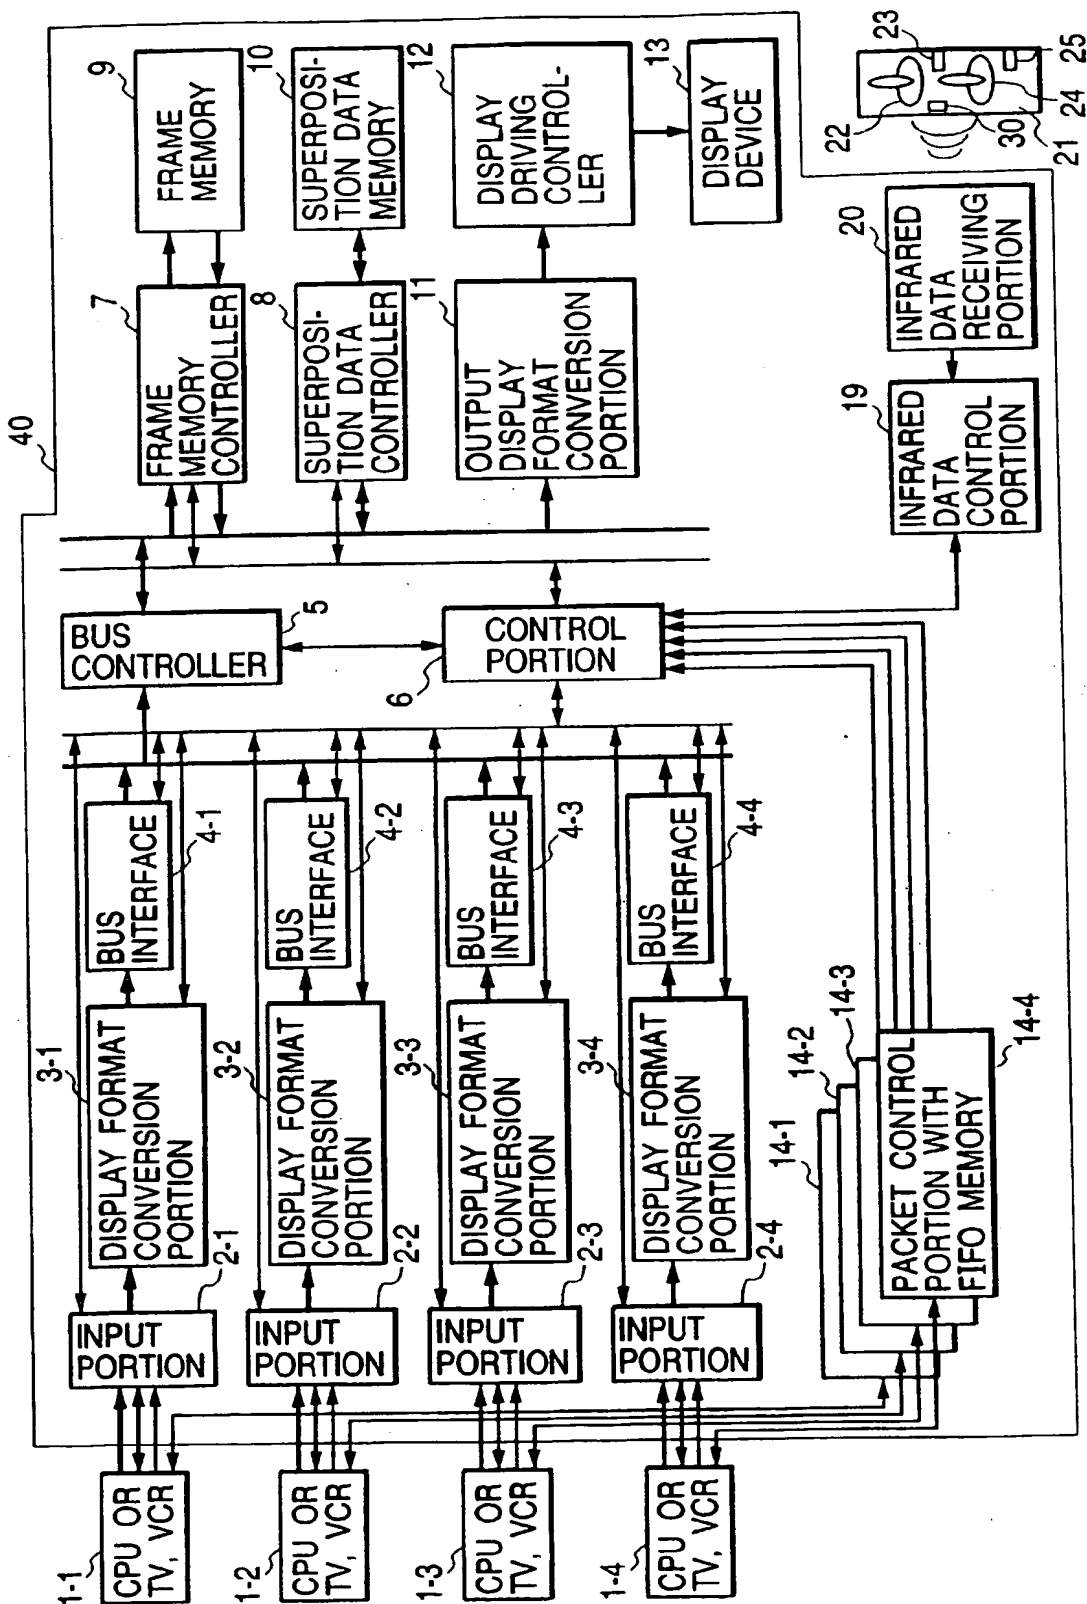 40
1-1
CPU OR
TV, VCR
INPUT
PORTION
2-1
3-1
DISPLAY FORMAT
CONVERSION
PORTION
BUS
INTERFACE
4-1
1-2
CPU OR
TV, VCR
INPUT
PORTION
2-2
3-2
DISPLAY FORMAT
CONVERSION
PORTION
BUS
INTERFACE
4-2
1-3
CPU OR
TV, VCR
INPUT
PORTION
2-3
3-3
DISPLAY FORMAT
CONVERSION
PORTION
BUS
INTERFACE
4-3
1-4
CPU OR
TV, VCR
INPUT
PORTION
2-4
3-4
DISPLAY FORMAT
CONVERSION
PORTION
BUS
INTERFACE
4-4
14-1
14-2
14-3
PACKET CONTROL
PORTION WITH
FIFO MEMORY
14-4
BUS
CONTROLLER
5
CONTROL
PORTION
6
7
FRAME
MEMORY
CONTROLLER
9
FRAME
MEMORY
8
SUPERPOSI-
TION DATA
CONTROLLER
10
SUPERPOSI-
TION DATA
MEMORY
11
OUTPUT
DISPLAY
FORMAT
CONVERSION
PORTION
12
DISPLAY
DRIVING
CONTROL-
LER
13
DISPLAY
DEVICE
19
INFRARED
DATA
CONTROL
PORTION
20
INFRARED
DATA
RECEIVING
PORTION
22
23
30
21
24
25